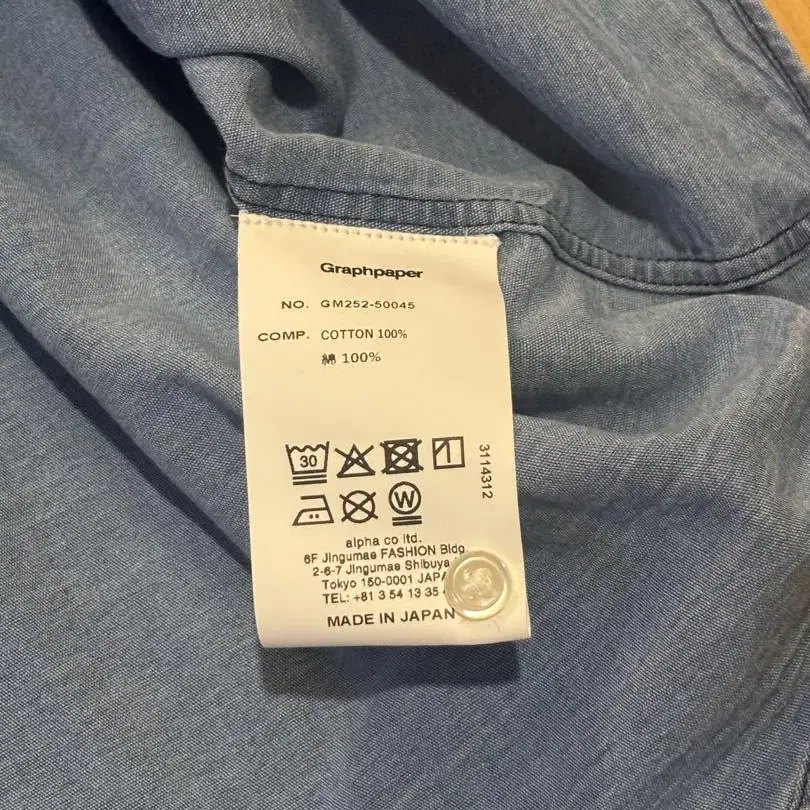 Graphpaper
NO. GM252-50045
COMP. COTTON 100%
綿 100%
30
3114312
W
alpha co ltd.
6F Jingumae FASHION Bldg.
2-6-7 Jingumae Shibuya
Tokyo 150-0001
TEL: +81 3 54 13 35
MADE IN JAPAN